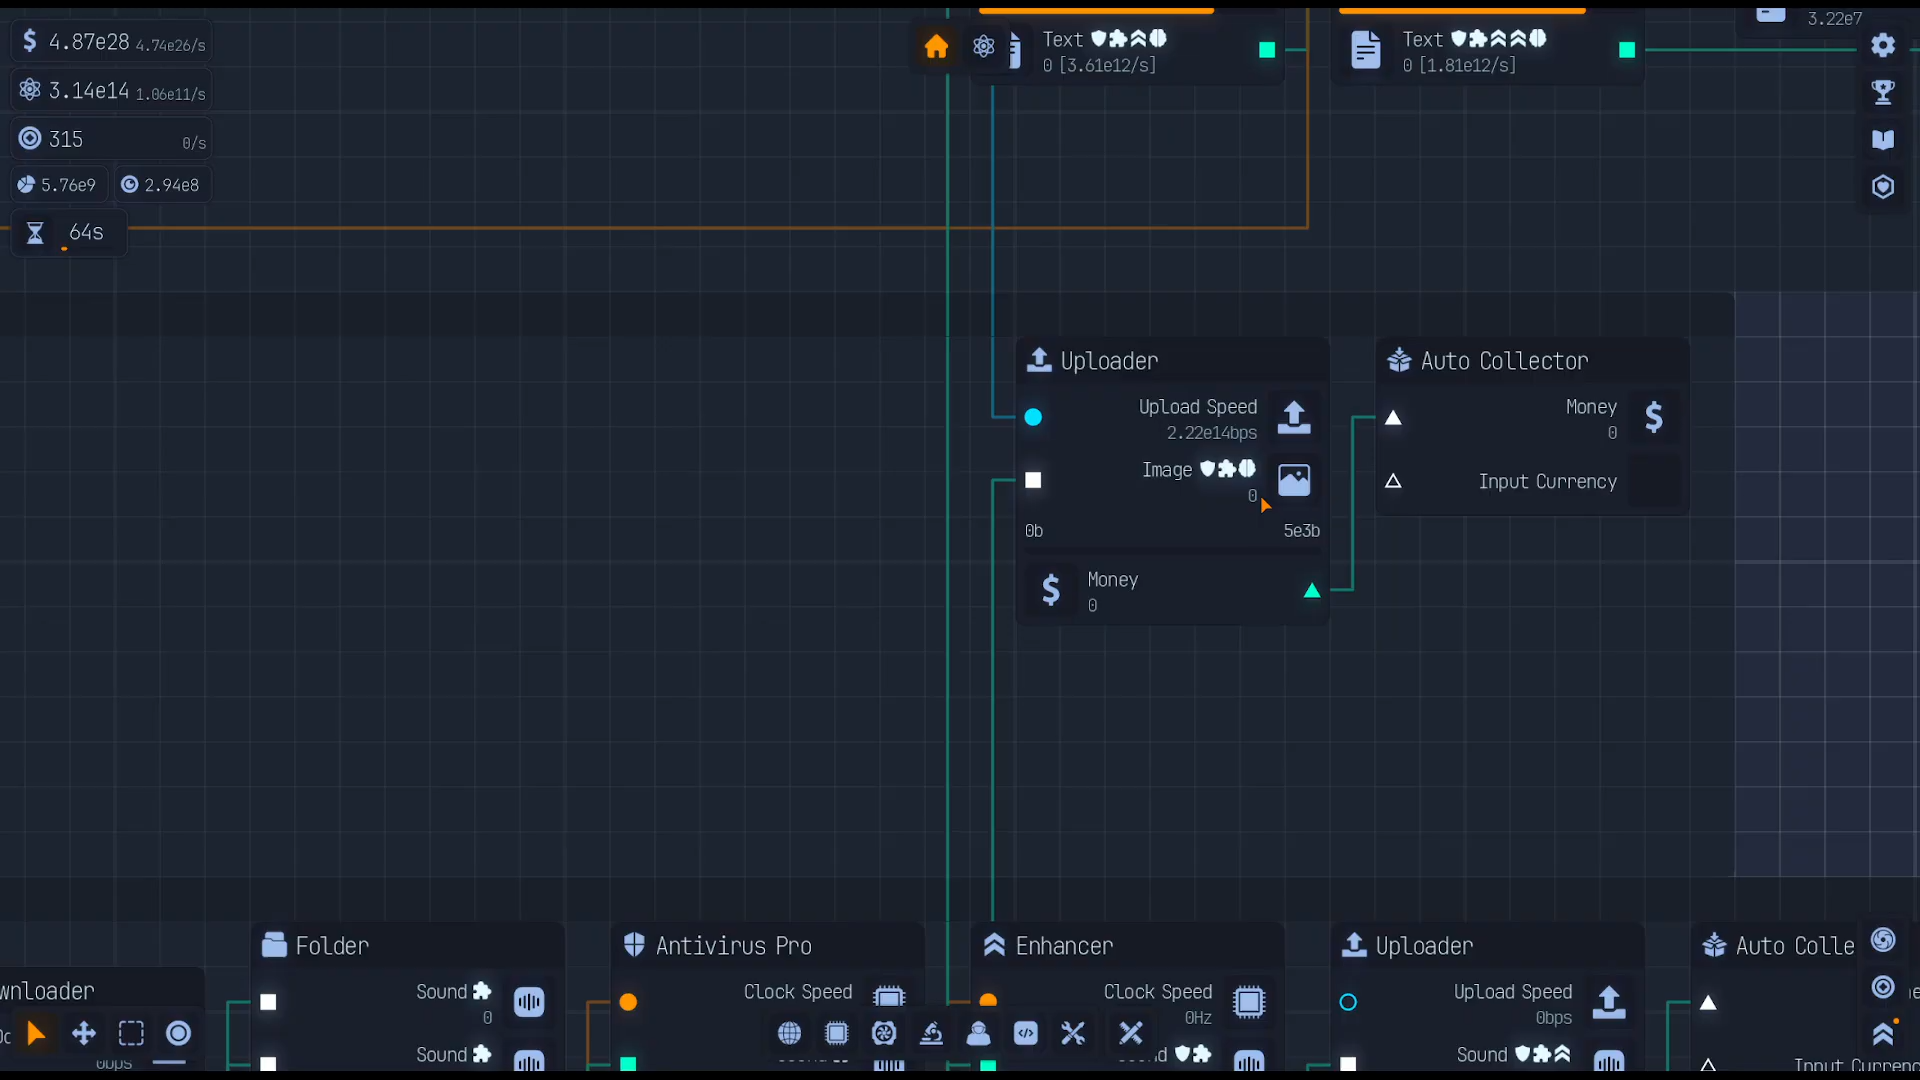 $ 4.87e28 4.74e26/s
3.14e14 1.06e11/s
315 0/s
5.76e9 2.94e8
64s
Text
0 [3.61e12/s]
Text
0 [1.81e12/s]
3.22e7
Uploader
Upload Speed
2.22e14bps
Image
0
0b 5e3b
$ Money
0
Auto Collector
Money $
0
Input Currency
wnloader
0bps
Folder
Sound
0
Sound
Antivirus Pro
Clock Speed
Enhancer
Clock Speed
0Hz
Uploader
Upload Speed
0bps
Sound
Auto Colle
Input Currenc